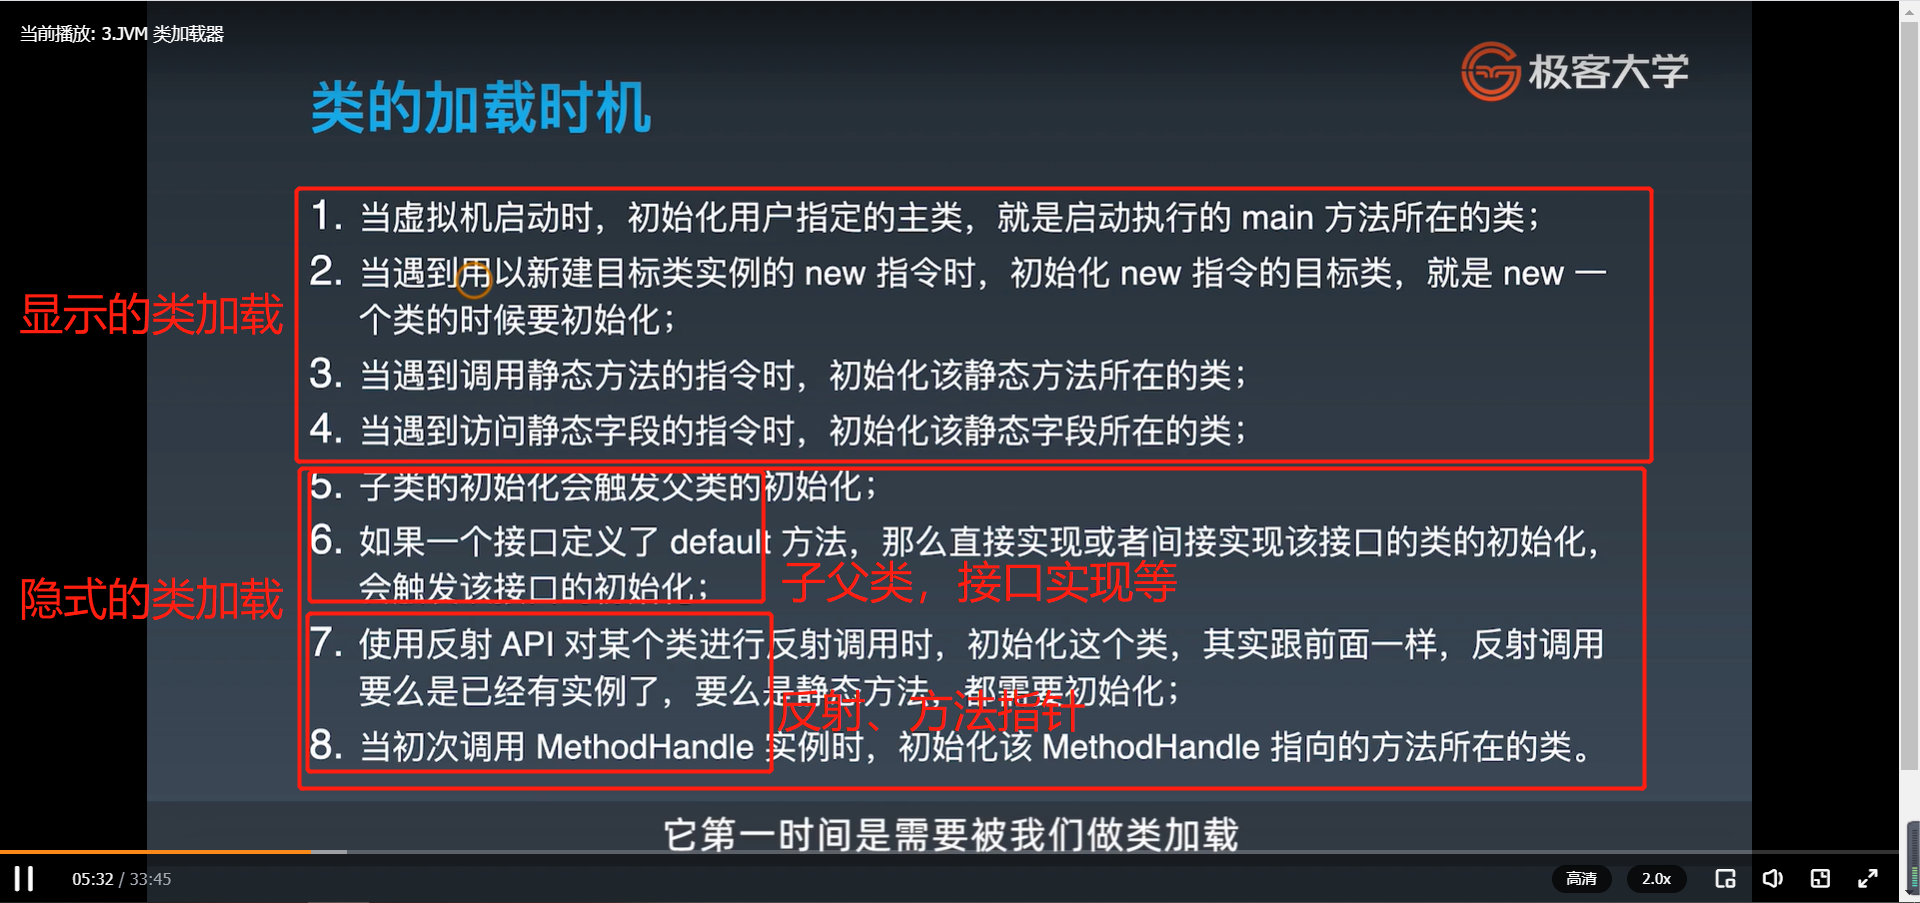 当前播放: 3.JVM 类加载器
极客大学
类的加载时机
1. 当虚拟机启动时，初始化用户指定的主类，就是启动执行的 main 方法所在的类；
2. 当遇到用以新建目标类实例的 new 指令时，初始化 new 指令的目标类，就是 new 一
个类的时候要初始化；
显示的类加载
3. 当遇到调用静态方法的指令时，初始化该静态方法所在的类；
4. 当遇到访问静态字段的指令时，初始化该静态字段所在的类；
5. 子类的初始化会触发父类的初始化；
6. 如果一个接口定义了 default 方法，那么直接实现或者间接实现该接口的类的初始化，
会触发该接口的初始化；
子父类，接口实现等
隐式的类加载
7. 使用反射 API 对某个类进行反射调用时，初始化这个类，其实跟前面一样，反射调用
要么是已经有实例了，要么是静态方法，都需要初始化；
反射、方法指针
8. 当初次调用 MethodHandle 实例时，初始化该 MethodHandle 指向的方法所在的类。
它第一时间是需要被我们做类加载
05:32 / 33:45
高清
2.0x